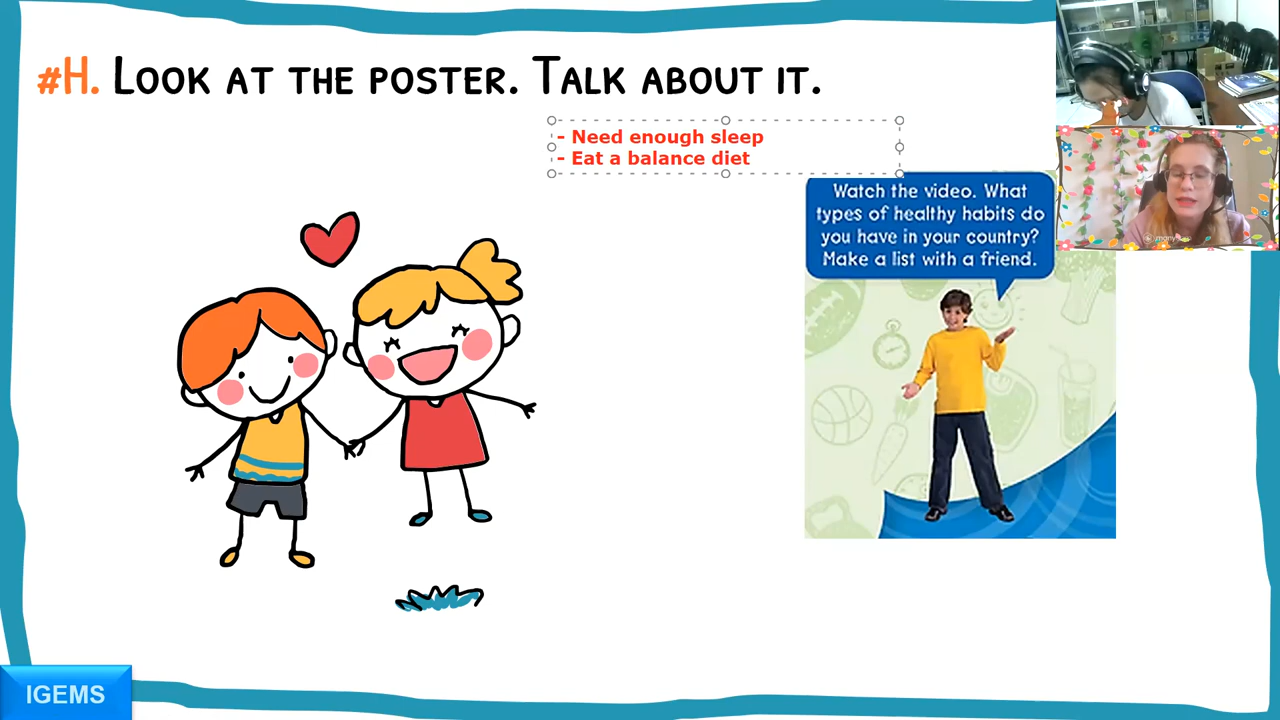 #H. LOOK AT THE POSTER. TALK ABOUT IT.
- Need enough sleep
- Eat a balance diet
Watch the video. What
types of healthy habits do
you have in your country?
Make a list with a friend.
IGEMS